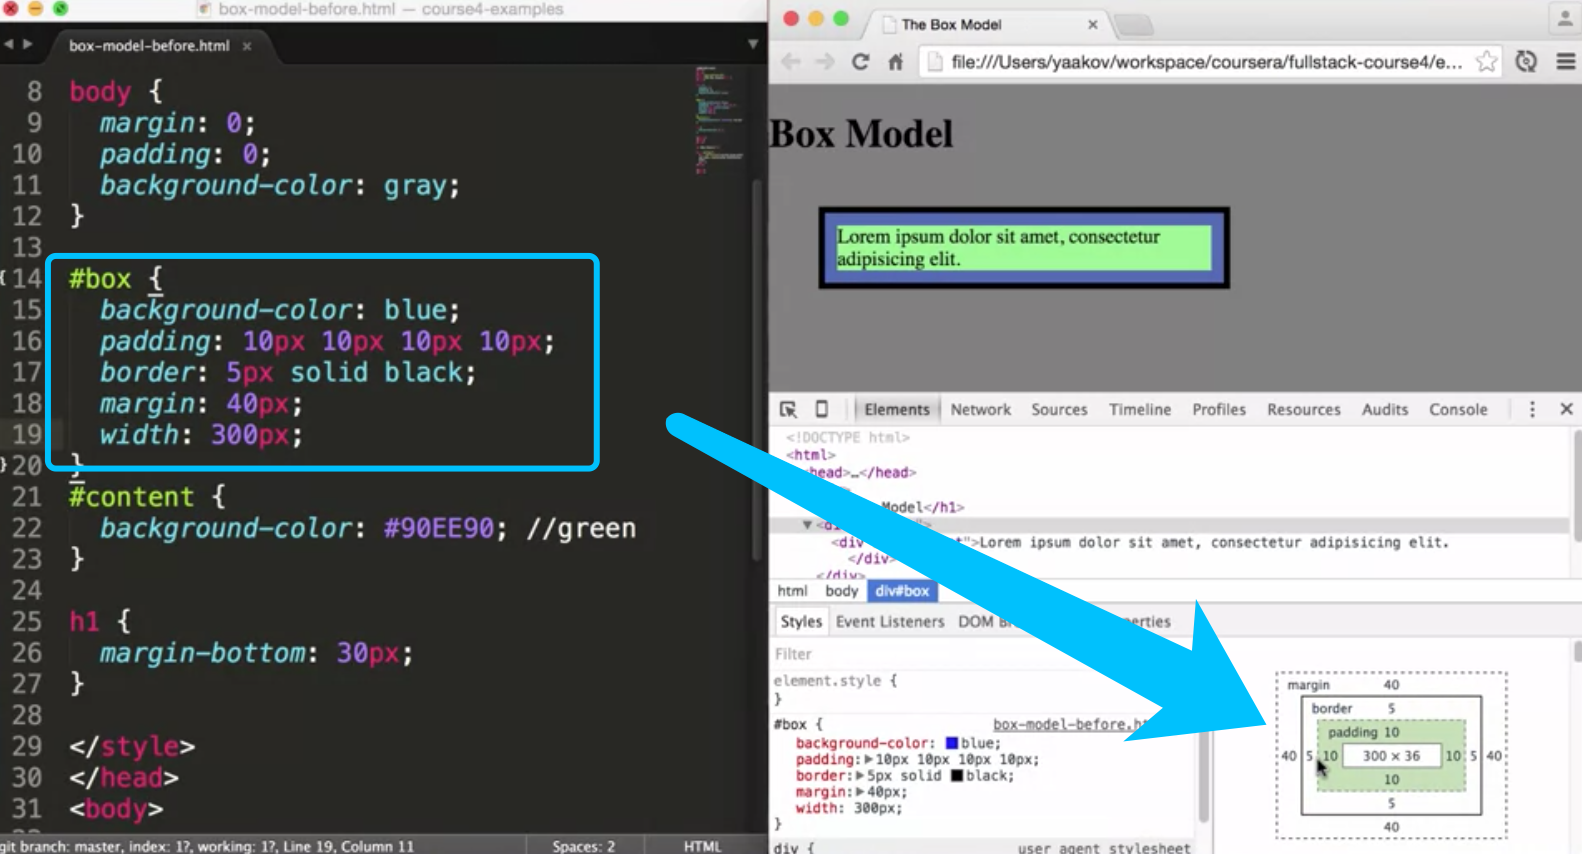 box-model-before.html — course4-examples
box-model-before.html ×
8 body {
9 margin: 0;
10 padding: 0;
11 background-color: gray;
12 }
13
14 #box {
15 background-color: blue;
16 padding: 10px 10px 10px 10px;
17 border: 5px solid black;
18 margin: 40px;
19 width: 300px;
20 }
21 #content {
22 background-color: #90EE90; //green
23 }
24
25 h1 {
26 margin-bottom: 30px;
27 }
28
29 </style>
30 </head>
31 <body>
git branch: master, index: 1?, working: 1?, Line 19, Column 11 Spaces: 2 HTML
The Box Model ×
file:///Users/yaakov/workspace/coursera/fullstack-course4/e...
Box Model
Lorem ipsum dolor sit amet, consectetur
adipisicing elit.
Elements Network Sources Timeline Profiles Resources Audits Console
<!DOCTYPE html>
<html>
head>…</head>
Model</h1>
<div
<div ">Lorem ipsum dolor sit amet, consectetur adipisicing elit.
</div>
</div>
html body div#box
Styles Event Listeners DOM
Filter
element.style {
}
#box { box-model-before.h
background-color: blue;
padding: 10px 10px 10px 10px;
border: 5px solid black;
margin: 40px;
width: 300px;
}
div { user agent stylesheet
margin 40
border 5
padding 10
40 5 10 300 × 36 10 5 40
10
5
40